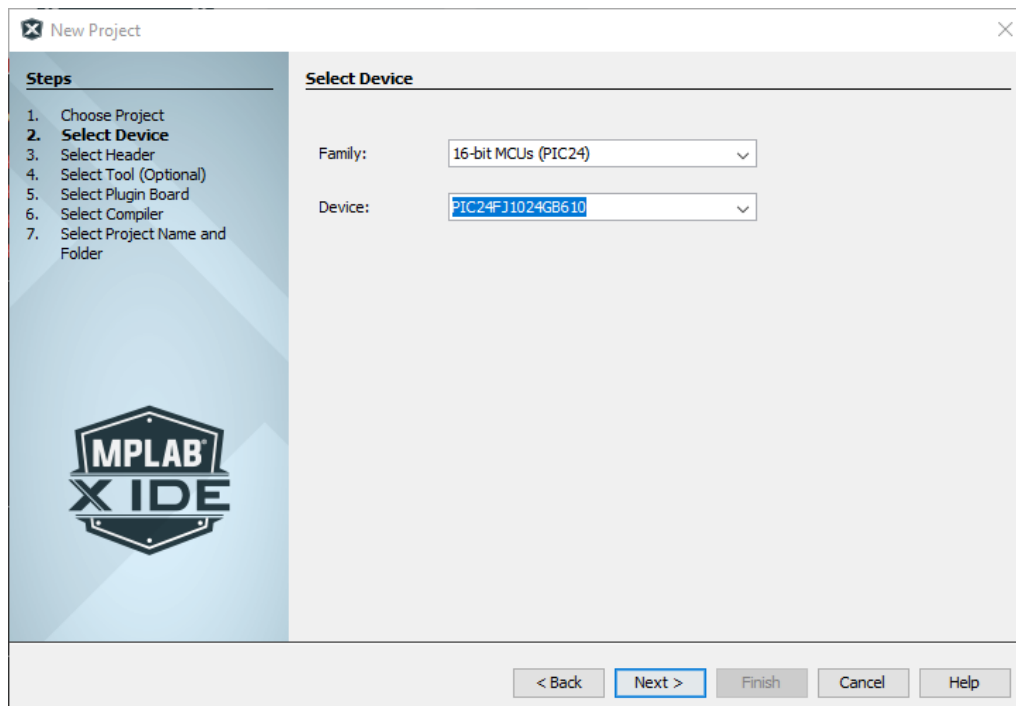 New Project
Steps
1. Choose Project
2. Select Device
3. Select Header
4. Select Tool (Optional)
5. Select Plugin Board
6. Select Compiler
7. Select Project Name and
Folder
MPLAB®
X IDE
Select Device
Family: 16-bit MCUs (PIC24)
Device: PIC24FJ1024GB610
< Back Next > Finish Cancel Help